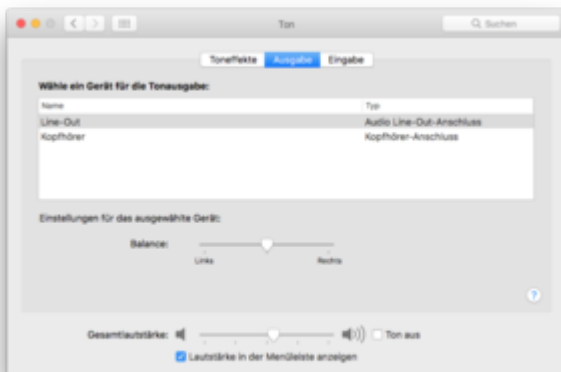 Ton
Suchen
Toneffekte Ausgabe Eingabe
Wähle ein Gerät für die Tonausgabe:
Name Typ
Line-Out Audio Line-Out-Anschluss
Kopfhörer Kopfhörer-Anschluss
Einstellungen für das ausgewählte Gerät:
Balance:
Links Rechts
?
Gesamtlautstärke: Ton aus
Lautstärke in der Menüleiste anzeigen